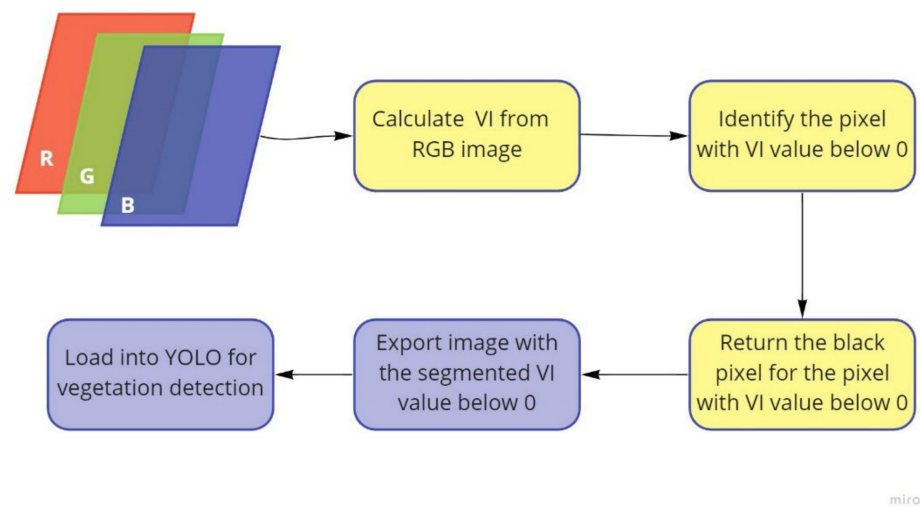 R
G
B
Calculate VI from
RGB image
Identify the pixel
with VI value below 0
Return the black
pixel for the pixel
with VI value below 0
Export image with
the segmented VI
value below 0
Load into YOLO for
vegetation detection
miro